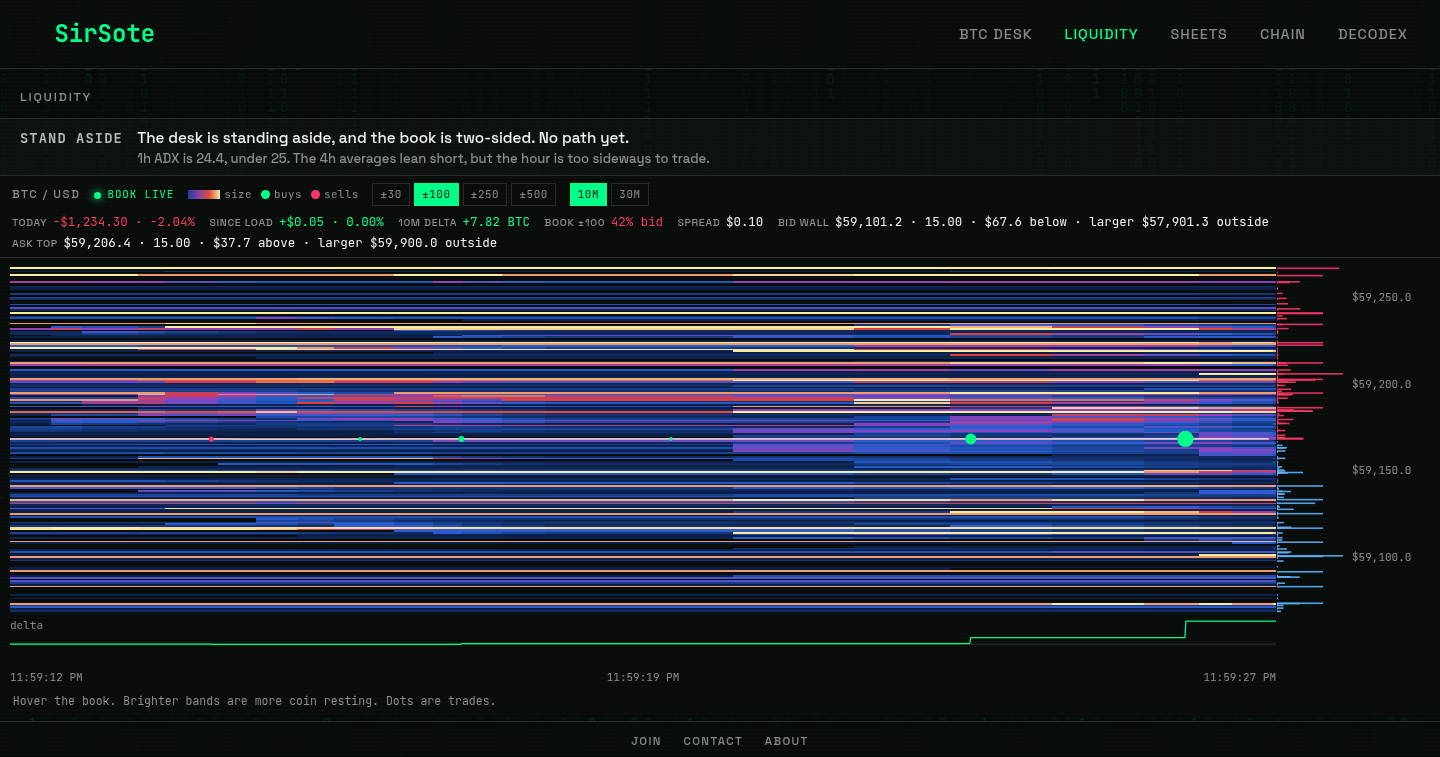 SirSote
BTC DESK LIQUIDITY SHEETS CHAIN DECODEX
LIQUIDITY
STAND ASIDE The desk is standing aside, and the book is two-sided. No path yet.
1h ADX is 24.4, under 25. The 4h averages lean short, but the hour is too sideways to trade.
BTC / USD BOOK LIVE size buys sells ±30 ±100 ±250 ±500 10M 30M
TODAY -$1,234.30 · -2.04% SINCE LOAD +$0.05 · 0.00% 10M DELTA +7.82 BTC BOOK ±100 42% bid SPREAD $0.10 BID WALL $59,101.2 · 15.00 · $67.6 below · larger $57,901.3 outside
ASK TOP $59,206.4 · 15.00 · $37.7 above · larger $59,900.0 outside
$59,250.0
$59,200.0
$59,150.0
$59,100.0
delta
11:59:12 PM 11:59:19 PM 11:59:27 PM
Hover the book. Brighter bands are more coin resting. Dots are trades.
JOIN CONTACT ABOUT